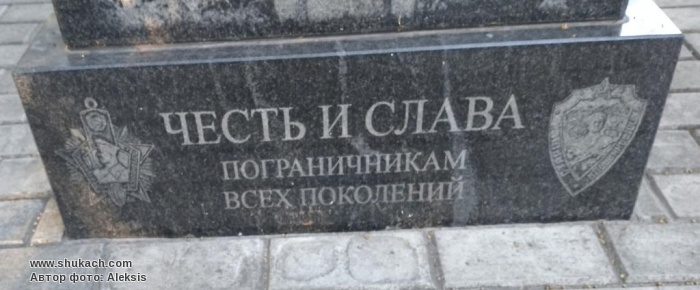 ЧЕСТЬ И СЛАВА
ПОГРАНИЧНИКАМ
ВСЕХ ПОКОЛЕНИЙ
www.shukach.com
Автор фото: Aleksis